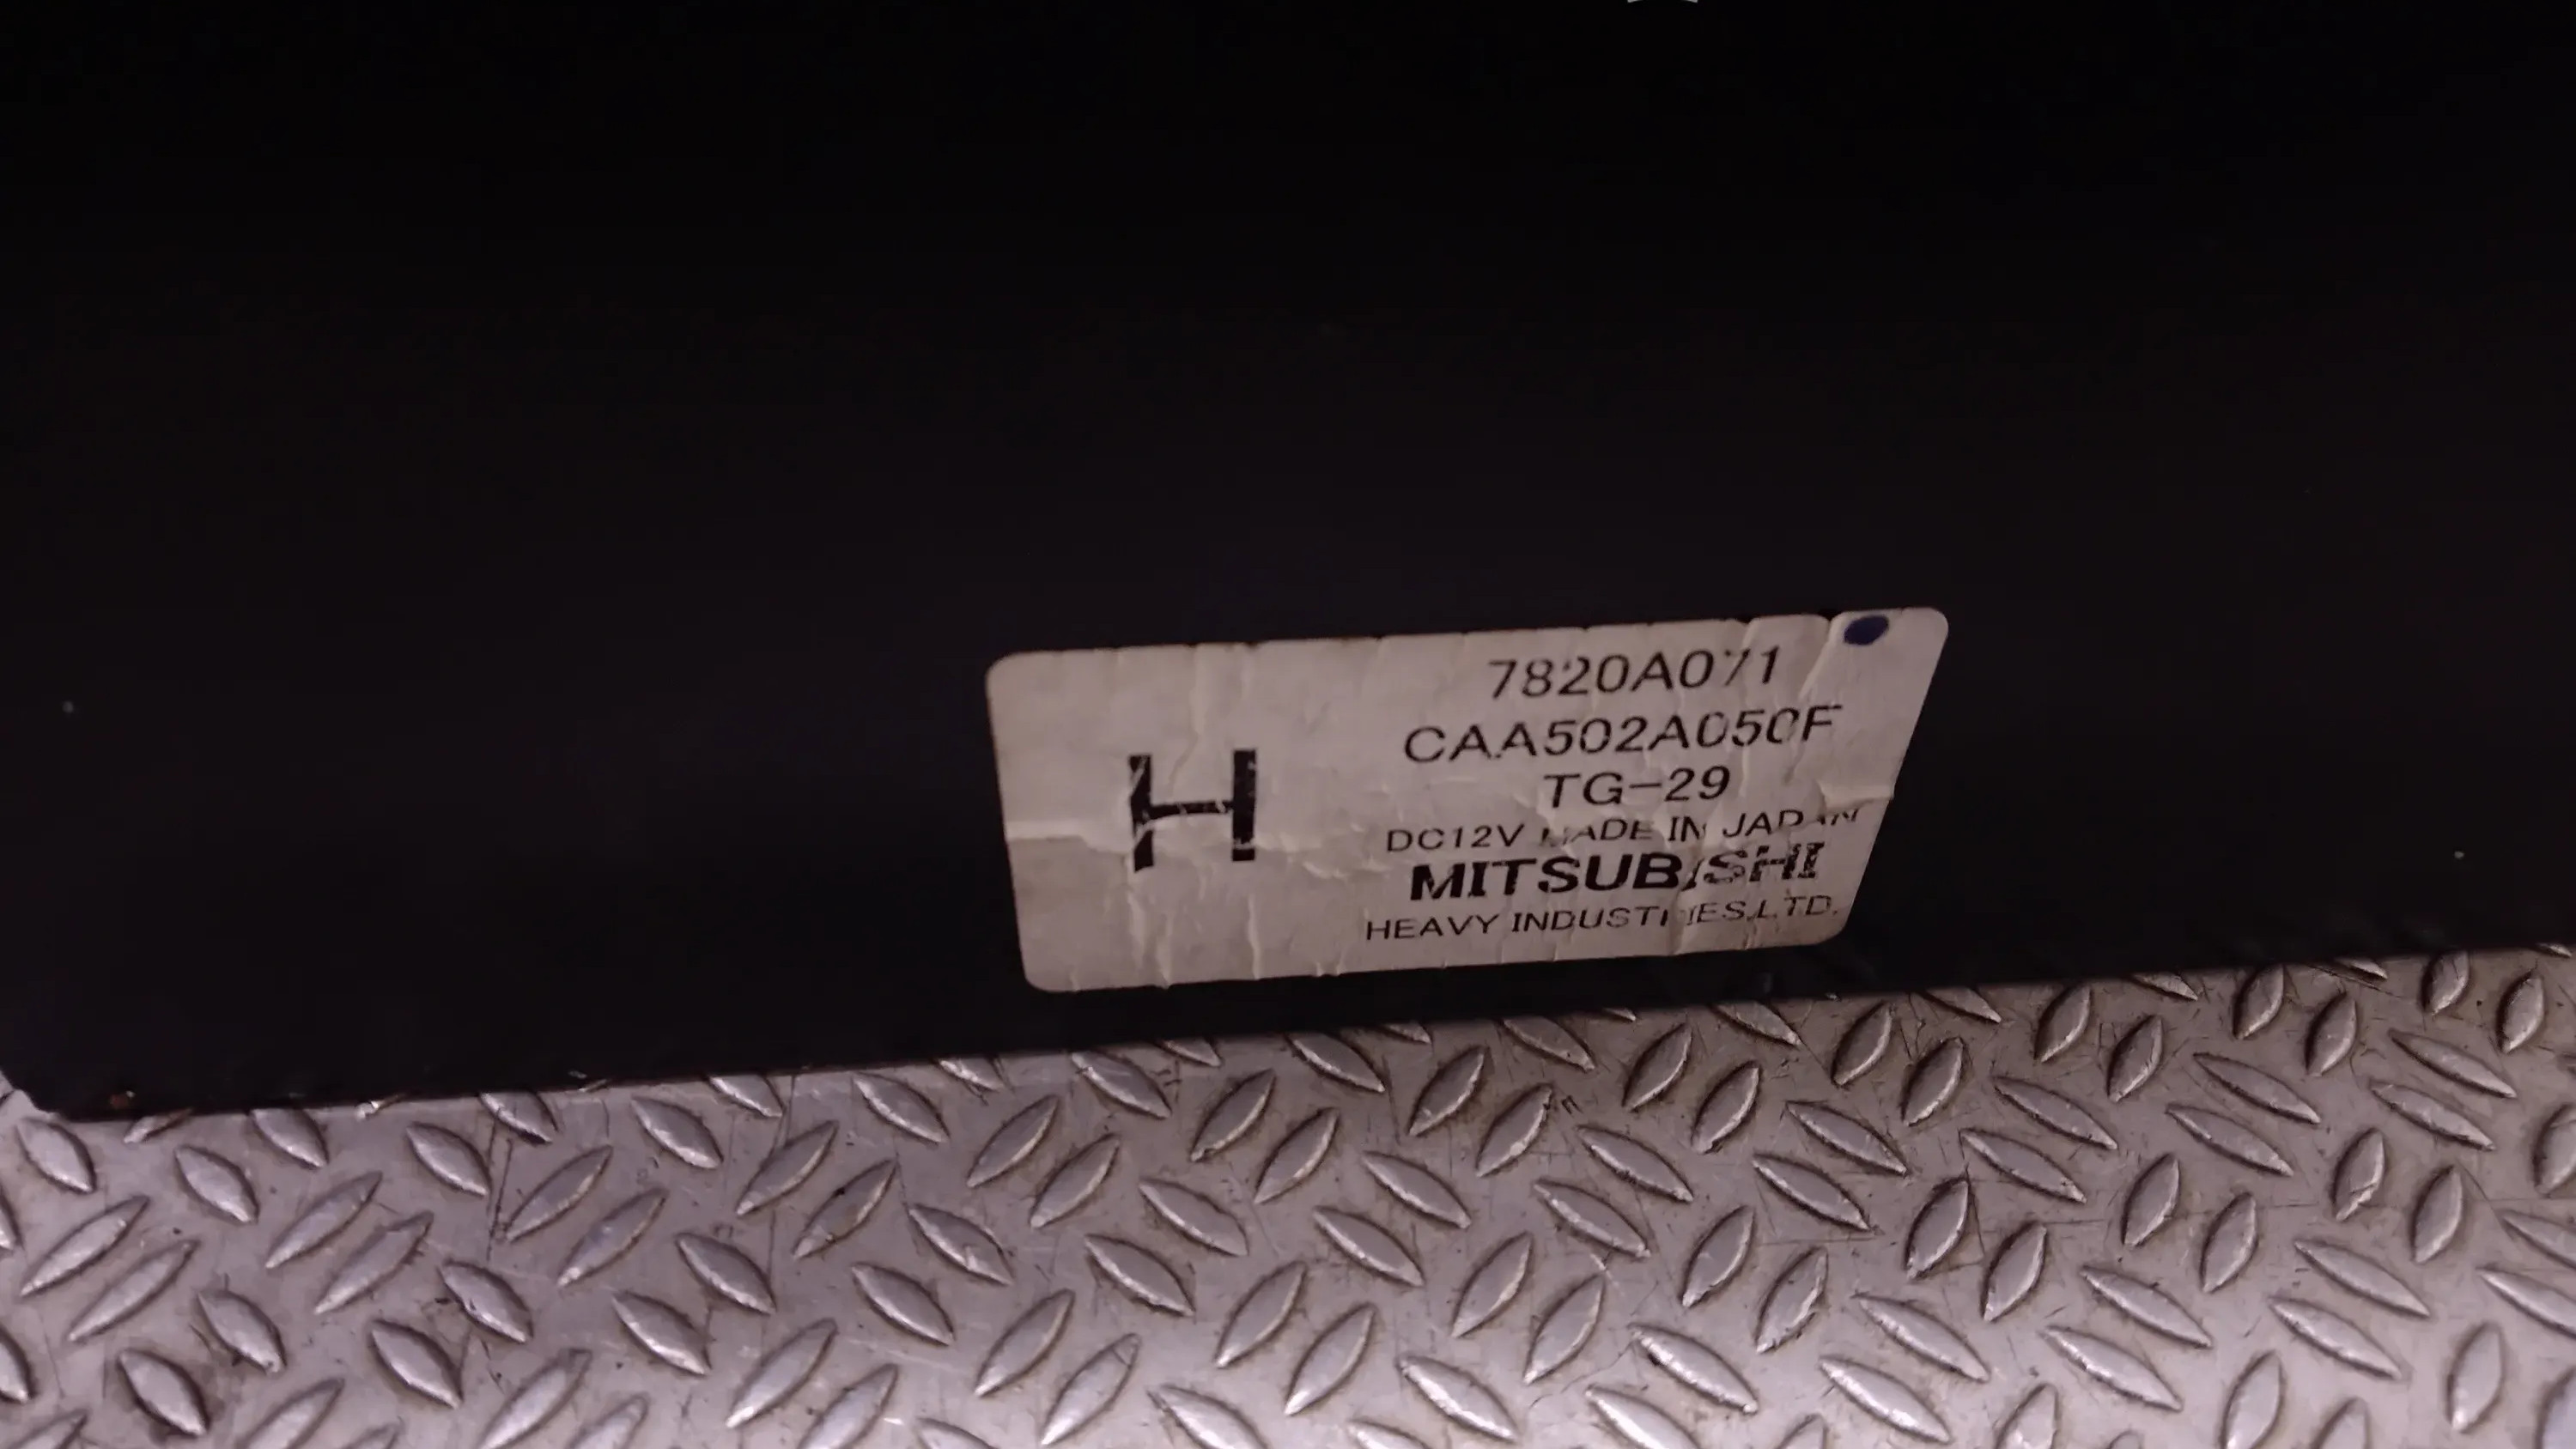 H
7820A071
CAA502A050F
TG-29
DC12V MADE IN JAPAN
MITSUBISHI
HEAVY INDUSTRIES,LTD.